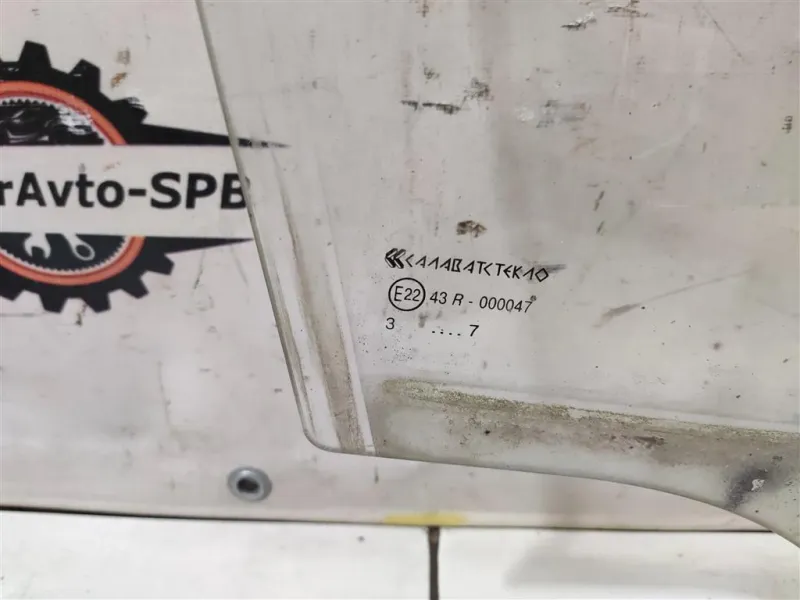 rAvto-SPB
САЛАВАТСТЕКЛО
E22 43 R - 000047
3 .... 7